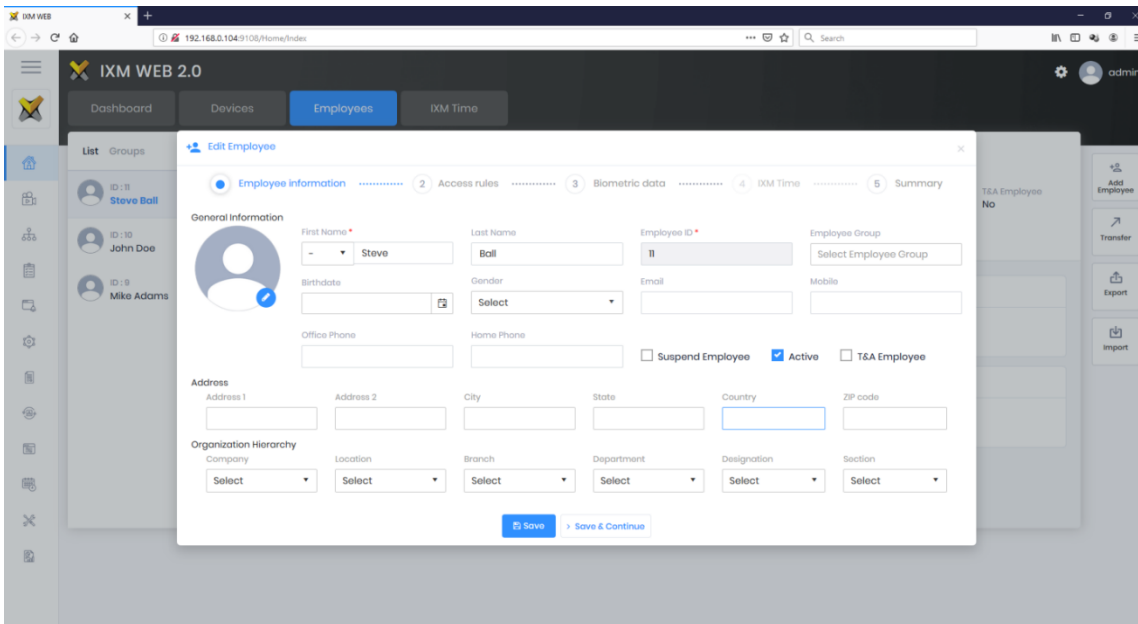 IXM WEB
192.168.0.104:9108/Home/Index
Search
IXM WEB 2.0
admin
Dashboard Devices Employees IXM Time
List Groups
ID : 11
Steve Ball
ID : 10
John Doe
ID : 9
Mike Adams
Edit Employee
Employee information 2 Access rules 3 Biometric data 4 IXM Time 5 Summary
General Information
First Name * Last Name Employee ID * Employee Group
- Steve Ball 11 Select Employee Group
Birthdate Gender Email Mobile
Select
Office Phone Home Phone
Suspend Employee Active T&A Employee
Address
Address 1 Address 2 City State Country ZIP code
Organization Hierarchy
Company Location Branch Department Designation Section
Select Select Select Select Select Select
Save > Save & Continue
T&A Employee
No
Add
Employee
Transfer
Export
Import